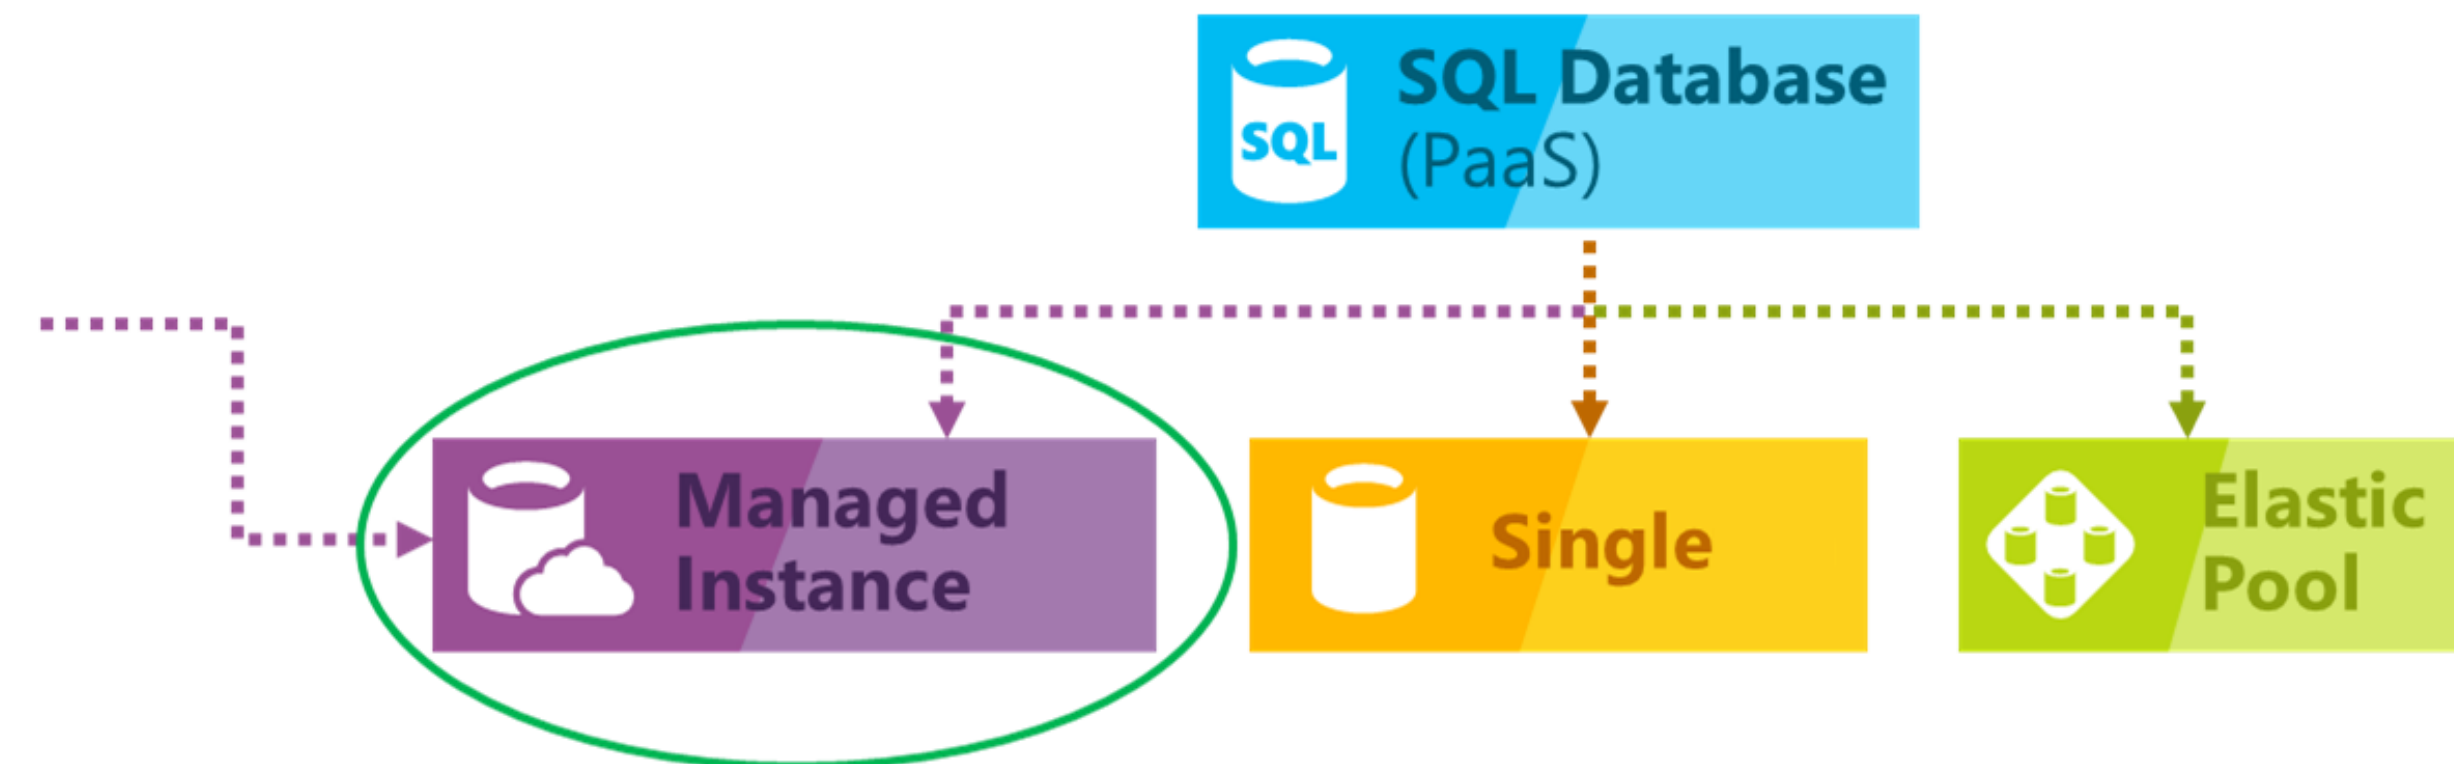 SQL
SQL Database
(PaaS)
Managed
Instance
Single
Elastic
Pool